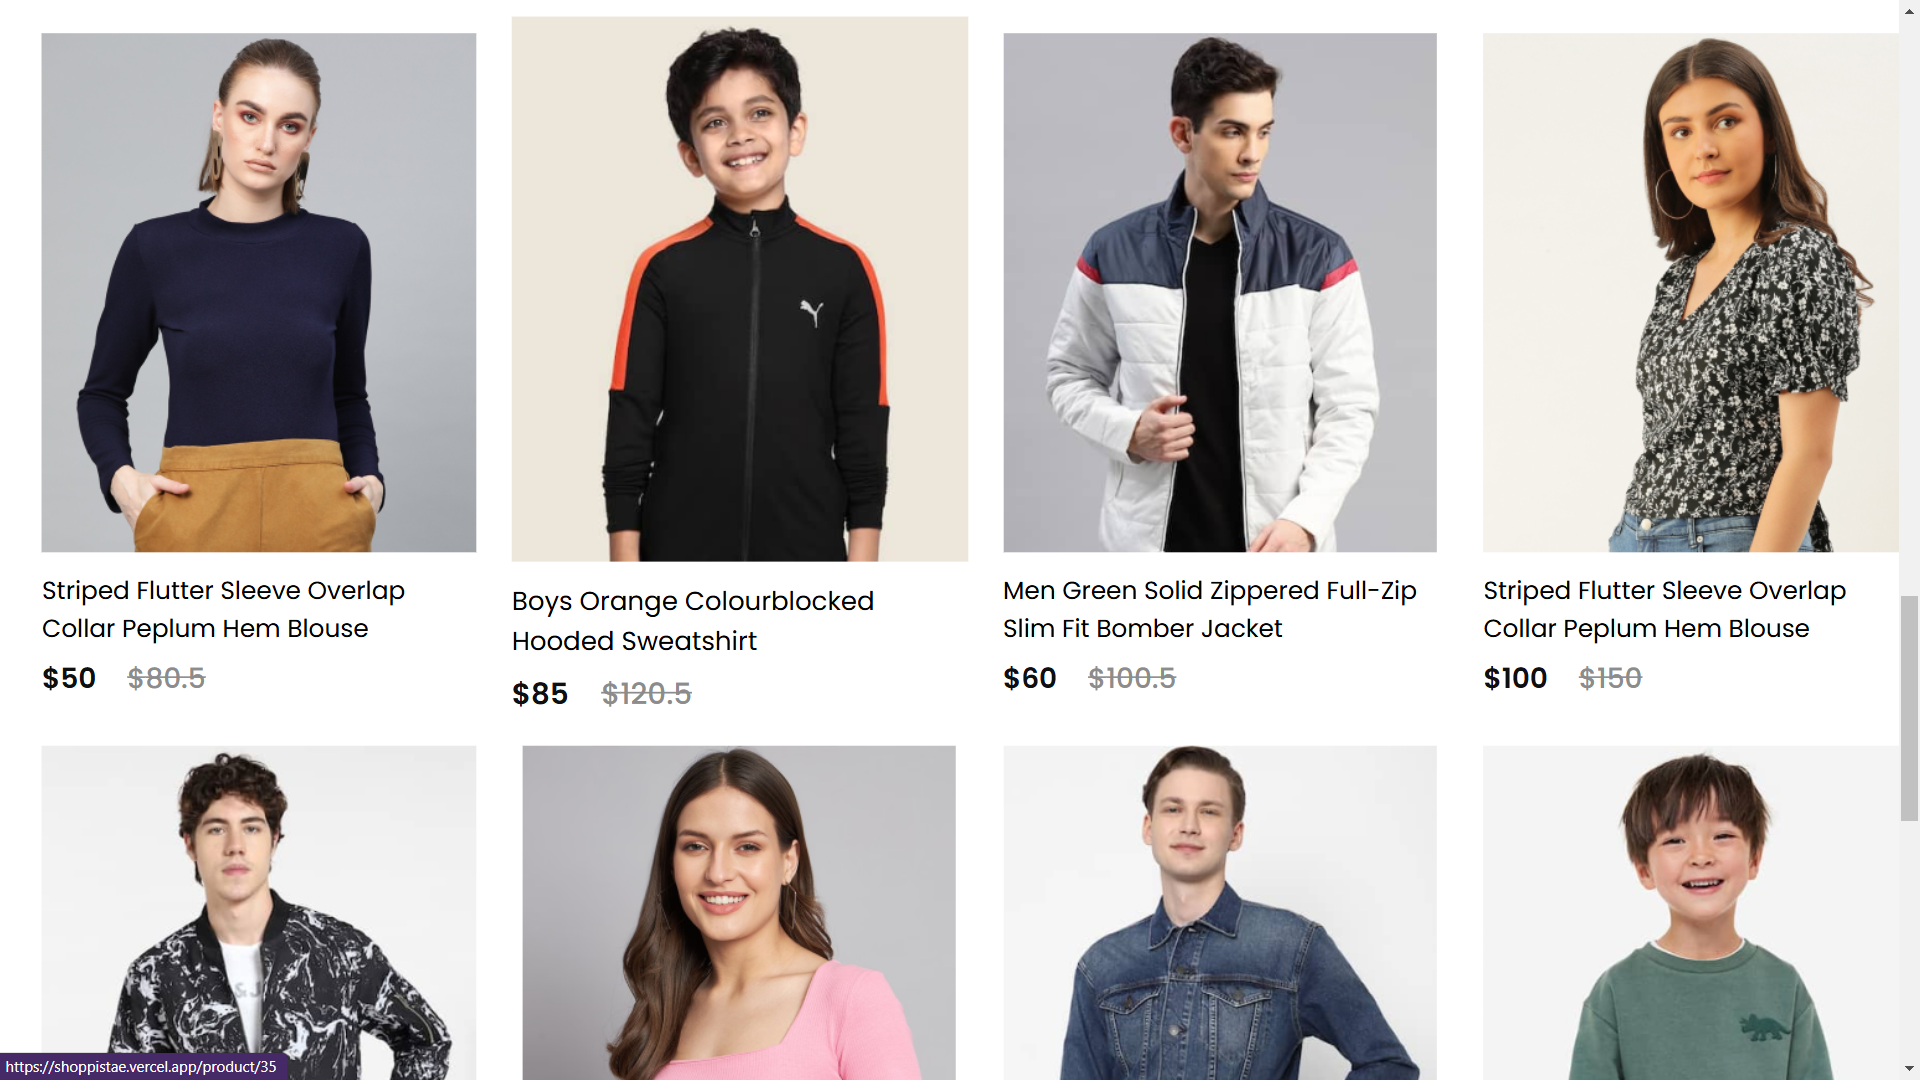 Striped Flutter Sleeve Overlap
Collar Peplum Hem Blouse
$50 $80.5
Boys Orange Colourblocked
Hooded Sweatshirt
$85 $120.5
Men Green Solid Zippered Full-Zip
Slim Fit Bomber Jacket
$60 $100.5
Striped Flutter Sleeve Overlap
Collar Peplum Hem Blouse
$100 $150
https://shoppistae.vercel.app/product/35